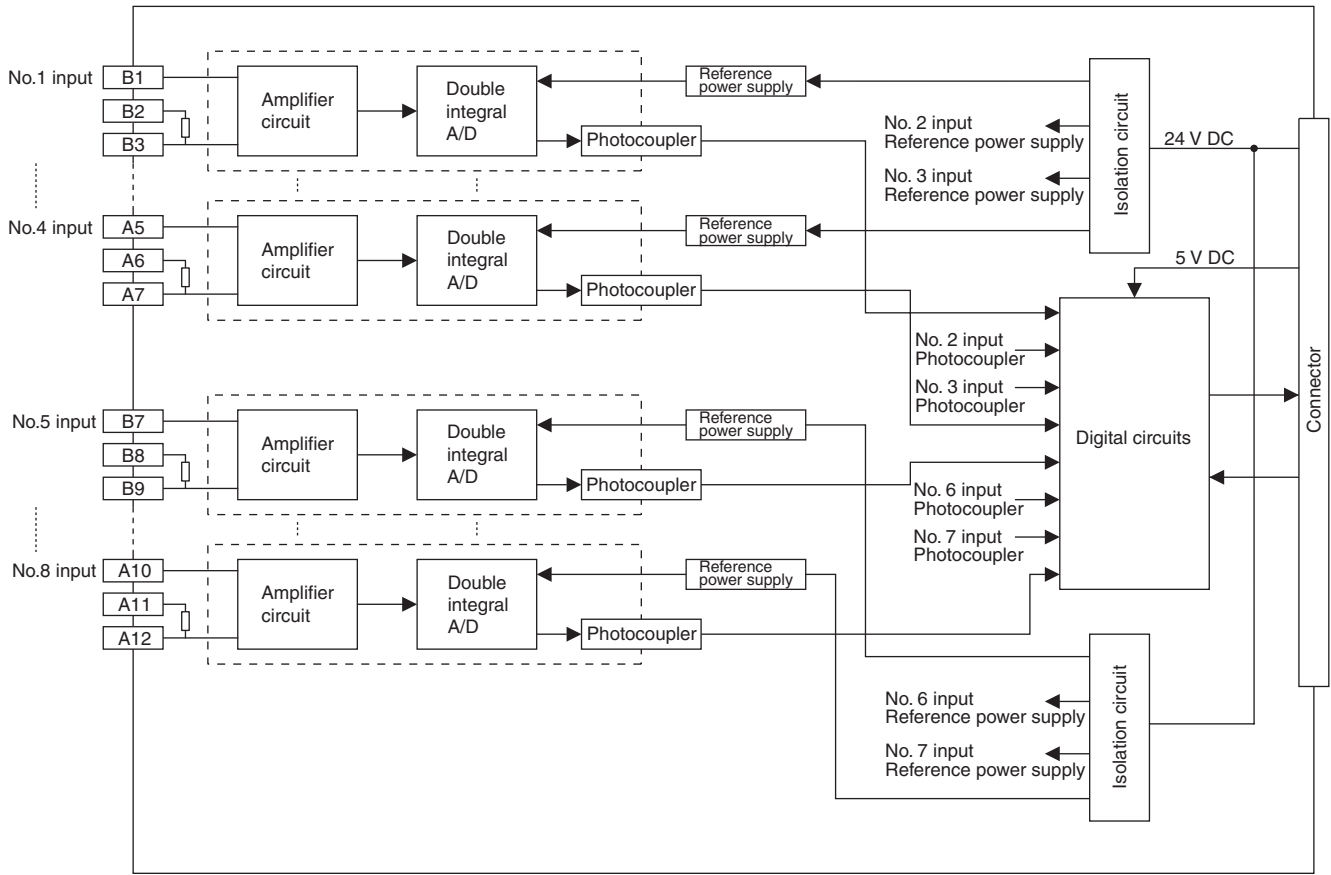 No.1 input
B1
B2
B3
Amplifier
circuit
Double
integral
A/D
Photocoupler
Reference
power supply
No. 2 input
Reference power supply
No. 3 input
Reference power supply
Isolation circuit
24 V DC
No.4 input
A5
A6
A7
Amplifier
circuit
Double
integral
A/D
Photocoupler
Reference
power supply
5 V DC
No. 2 input
Photocoupler
No. 3 input
Photocoupler
Digital circuits
Connector
No.5 input
B7
B8
B9
Amplifier
circuit
Double
integral
A/D
Photocoupler
Reference
power supply
No. 6 input
Photocoupler
No. 7 input
Photocoupler
No.8 input
A10
A11
A12
Amplifier
circuit
Double
integral
A/D
Photocoupler
Reference
power supply
No. 6 input
Reference power supply
No. 7 input
Reference power supply
Isolation circuit